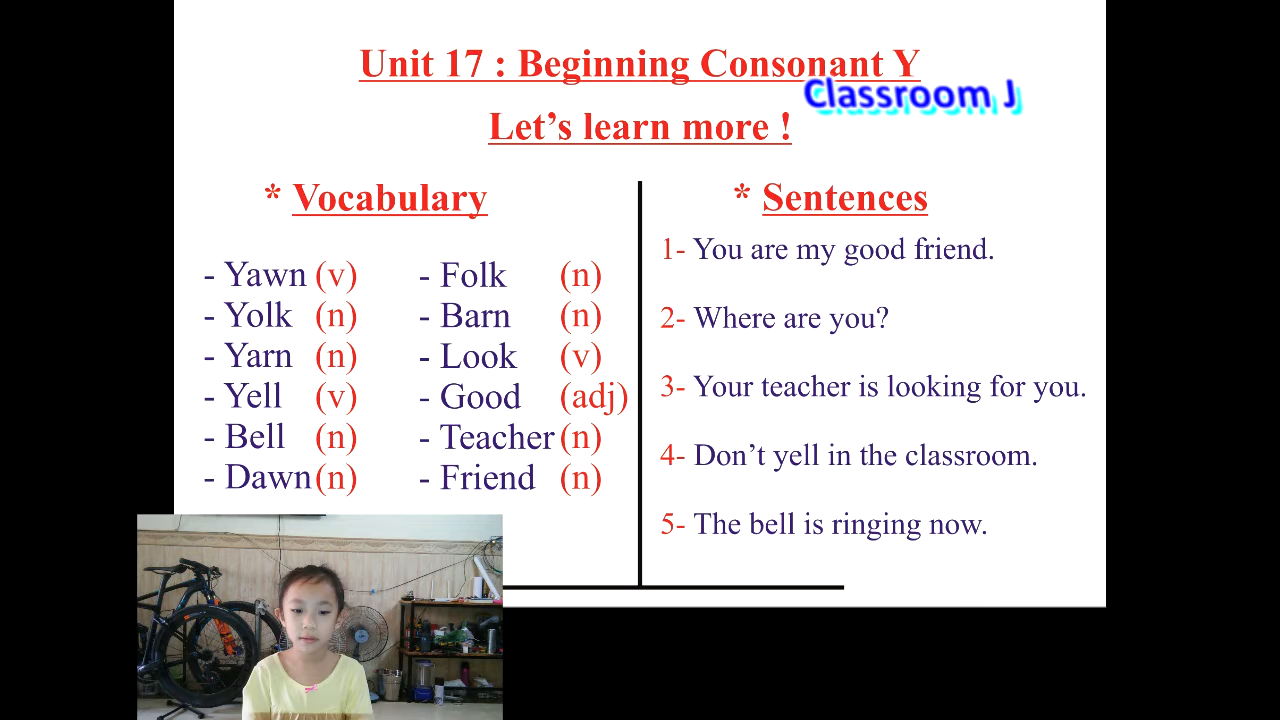 Unit 17 : Beginning Consonant Y
Classroom J
Let's learn more !
* Vocabulary
- Yawn (v)
- Yolk (n)
- Yarn (n)
- Yell (v)
- Bell (n)
- Dawn (n)
- Folk (n)
- Barn (n)
- Look (v)
- Good (adj)
- Teacher (n)
- Friend (n)
* Sentences
1- You are my good friend.
2- Where are you?
3- Your teacher is looking for you.
4- Don't yell in the classroom.
5- The bell is ringing now.